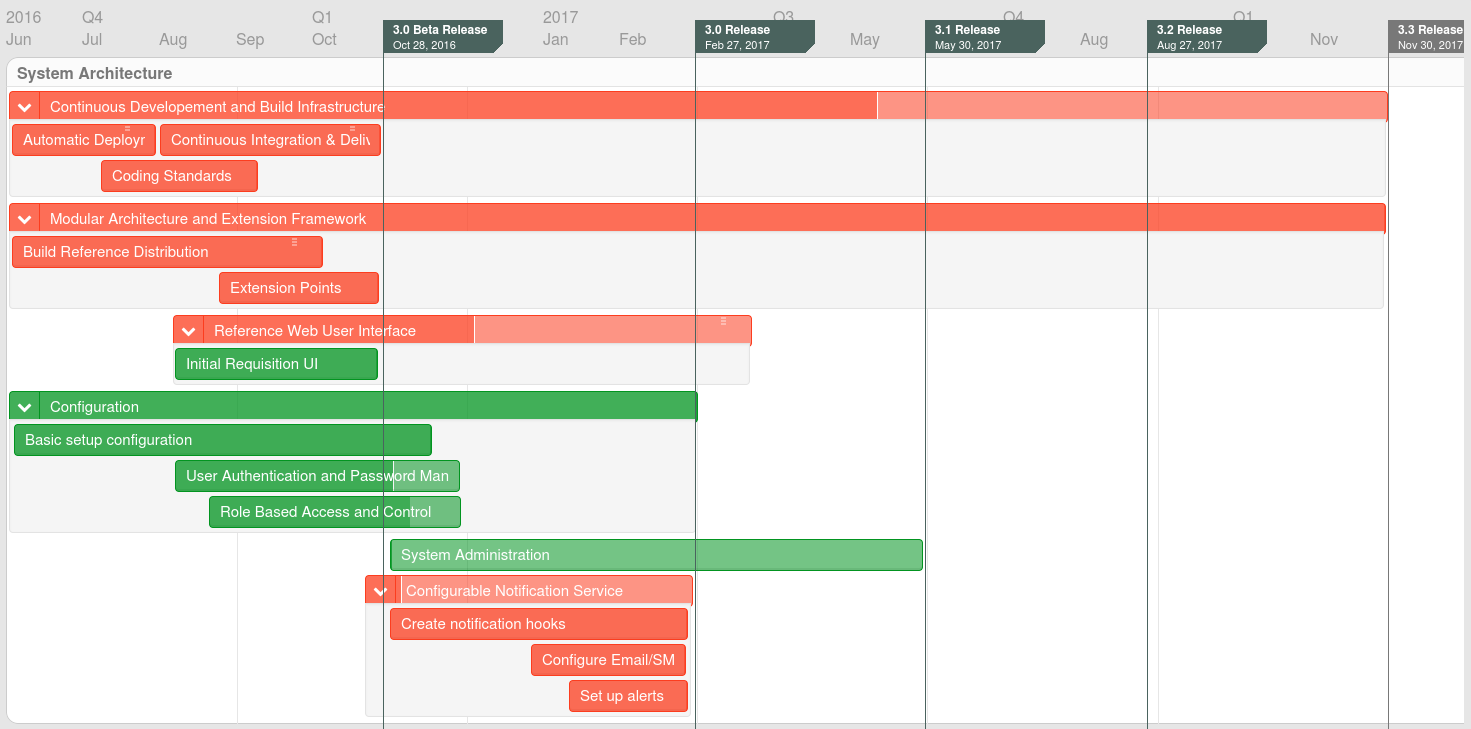 2016 Q4 Q1 2017 Q3 Q4 Q1
Jun Jul Aug Sep Oct Jan Feb May Aug Nov
3.0 Beta Release
Oct 28, 2016
3.0 Release
Feb 27, 2017
3.1 Release
May 30, 2017
3.2 Release
Aug 27, 2017
3.3 Release
Nov 30, 2017
System Architecture
Continuous Developement and Build Infrastructure
Automatic Deployr Continuous Integration & Deliv
Coding Standards
Modular Architecture and Extension Framework
Build Reference Distribution
Extension Points
Reference Web User Interface
Initial Requisition UI
Configuration
Basic setup configuration
User Authentication and Password Man
Role Based Access and Control
System Administration
Configurable Notification Service
Create notification hooks
Configure Email/SM
Set up alerts